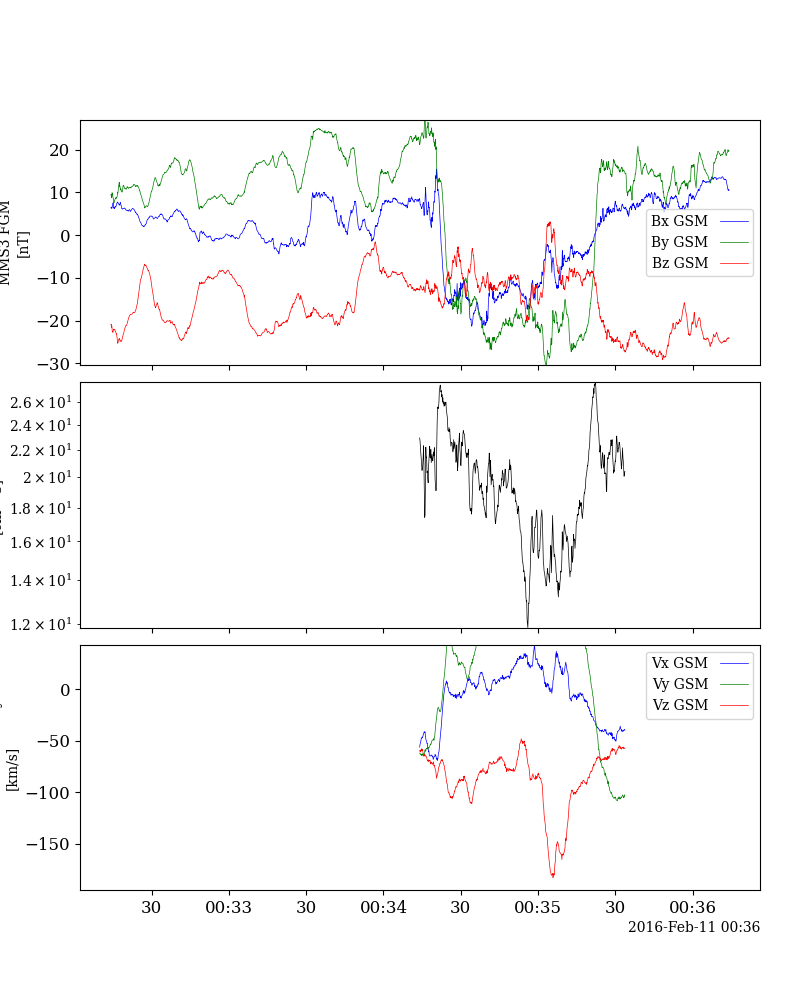 MMS3 FGM
[nT]
20
10
0
−10
−20
−30
Bx GSM
By GSM
Bz GSM
2.6 × 10¹
2.4 × 10¹
2.2 × 10¹
2 × 10¹
1.8 × 10¹
1.6 × 10¹
1.4 × 10¹
1.2 × 10¹
[km/s]
0
−50
−100
−150
Vx GSM
Vy GSM
Vz GSM
30 00:33 30 00:34 30 00:35 30 00:36
2016-Feb-11 00:36